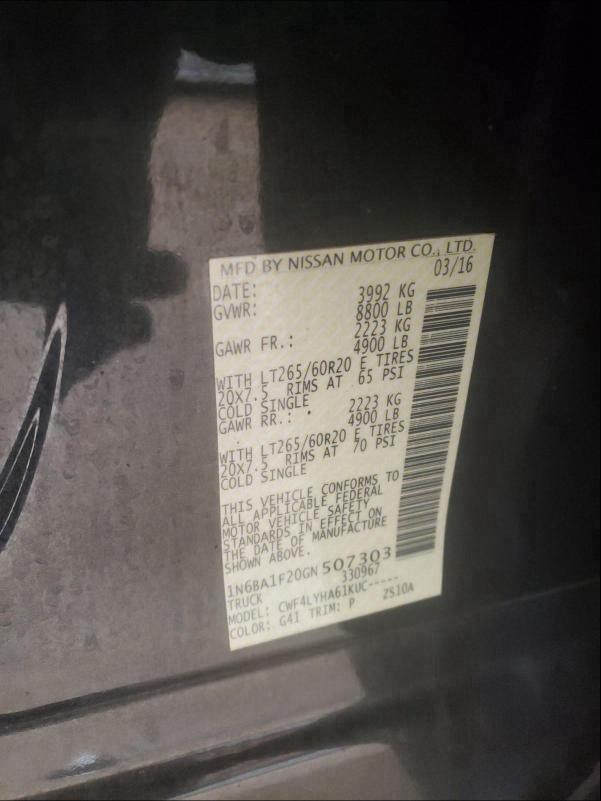 MFD BY NISSAN MOTOR CO., LTD.
DATE: 03/16
GVWR: 3992 KG
8800 LB
GAWR FR.: 2223 KG
4900 LB
WITH LT265/60R20 E TIRES
20X7.5 RIMS AT 65 PSI
COLD SINGLE
GAWR RR.: 2223 KG
4900 LB
WITH LT265/60R20 E TIRES
20X7.5 RIMS AT 70 PSI
COLD SINGLE
THIS VEHICLE CONFORMS TO
ALL APPLICABLE FEDERAL
MOTOR VEHICLE SAFETY
STANDARDS IN EFFECT ON
THE DATE OF MANUFACTURE
SHOWN ABOVE.
1N6BA1F20GN507303
TRUCK 330967
MODEL: CWF4LYHA61KUC-----
COLOR: G41 TRIM: P ZS10A